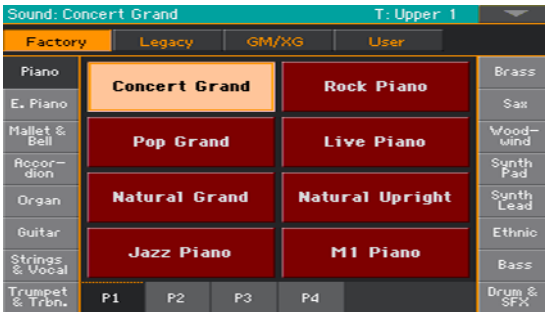 Sound: Concert Grand T: Upper 1
Factory Legacy GM/XG User
Piano
E. Piano
Mallet &
Bell
Accor-
dion
Organ
Guitar
Strings
& Vocal
Trumpet
& Trbn.
Concert Grand Rock Piano
Pop Grand Live Piano
Natural Grand Natural Upright
Jazz Piano M1 Piano
P1 P2 P3 P4
Brass
Sax
Wood-
wind
Synth
Pad
Synth
Lead
Ethnic
Bass
Drum &
SFX